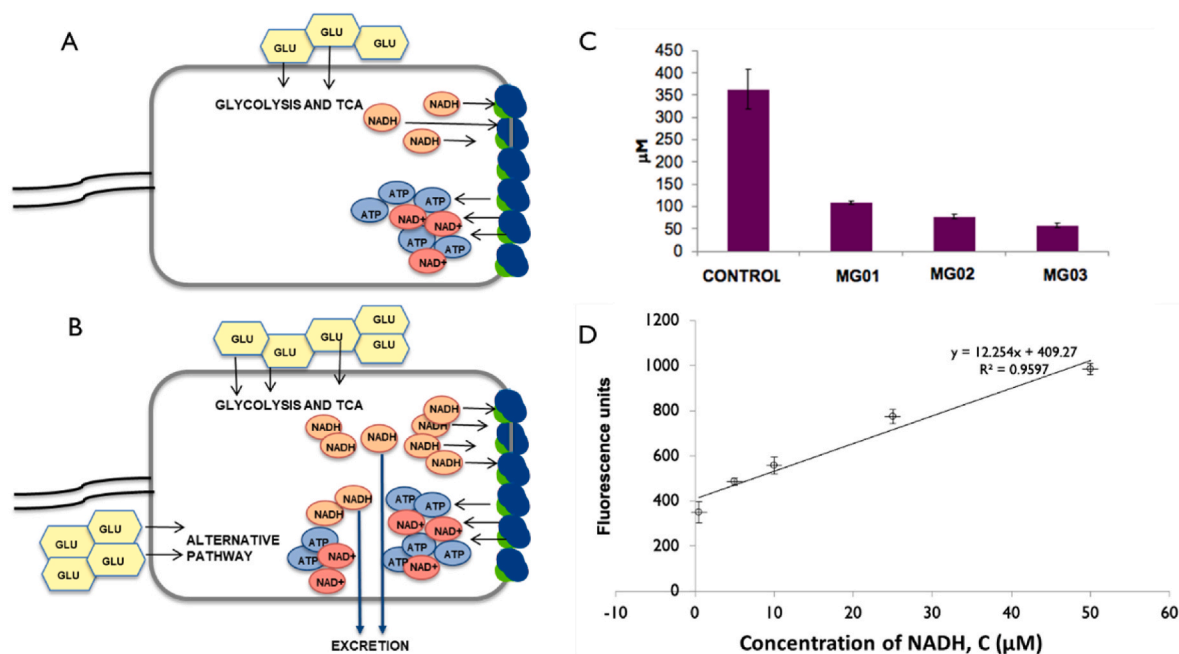 A
GLU
GLU
GLU
GLYCOLYSIS AND TCA
NADH
NADH
NADH
ATP
ATP
ATP
NAD+
NAD+
ATP
ATP
NAD+
B
GLU
GLU
GLU
GLU
GLU
GLYCOLYSIS AND TCA
NADH
NADH
NADH
NADH
NADH
NADH
NADH
NADH
NADH
ATP
ATP
NAD+
NAD+
ATP
ATP
NAD+
NAD+
ATP
ATP
NAD+
GLU
GLU
GLU
GLU
ALTERNATIVE
PATHWAY
EXCRETION
C
450
400
350
300
250
200
150
100
50
0
µM
CONTROL
MG01
MG02
MG03
D
1200
1000
800
600
400
200
0
Fluorescence units
y = 12.254x + 409.27
R² = 0.9597
-10
0
10
20
30
40
50
60
Concentration of NADH, C (µM)